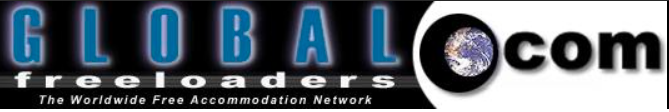 GLOBAL .com
freeloaders
The Worldwide Free Accommodation Network